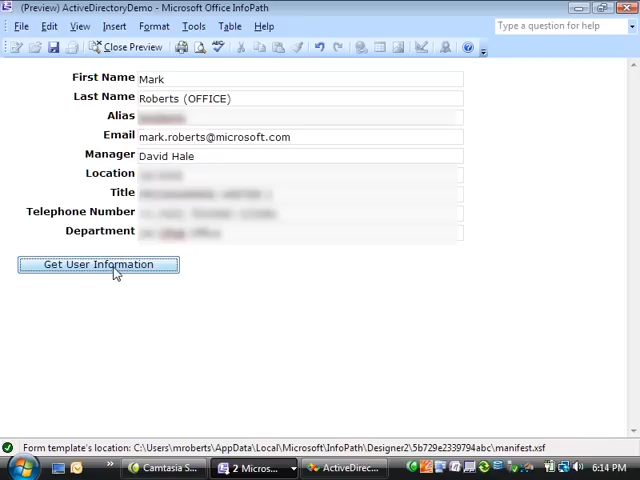 (Preview) ActiveDirectoryDemo - Microsoft Office InfoPath
File Edit View Insert Format Tools Table Help
Type a question for help
Close Preview
First Name Mark
Last Name Roberts (OFFICE)
Alias
Email mark.roberts@microsoft.com
Manager David Hale
Location
Title
Telephone Number
Department
Get User Information
Form template's location: C:\Users\mroberts\AppData\Local\Microsoft\InfoPath\Designer2\5b729e2339794abc\manifest.xsf
Camtasia S... 2 Micros... ActiveDirec... 6:14 PM